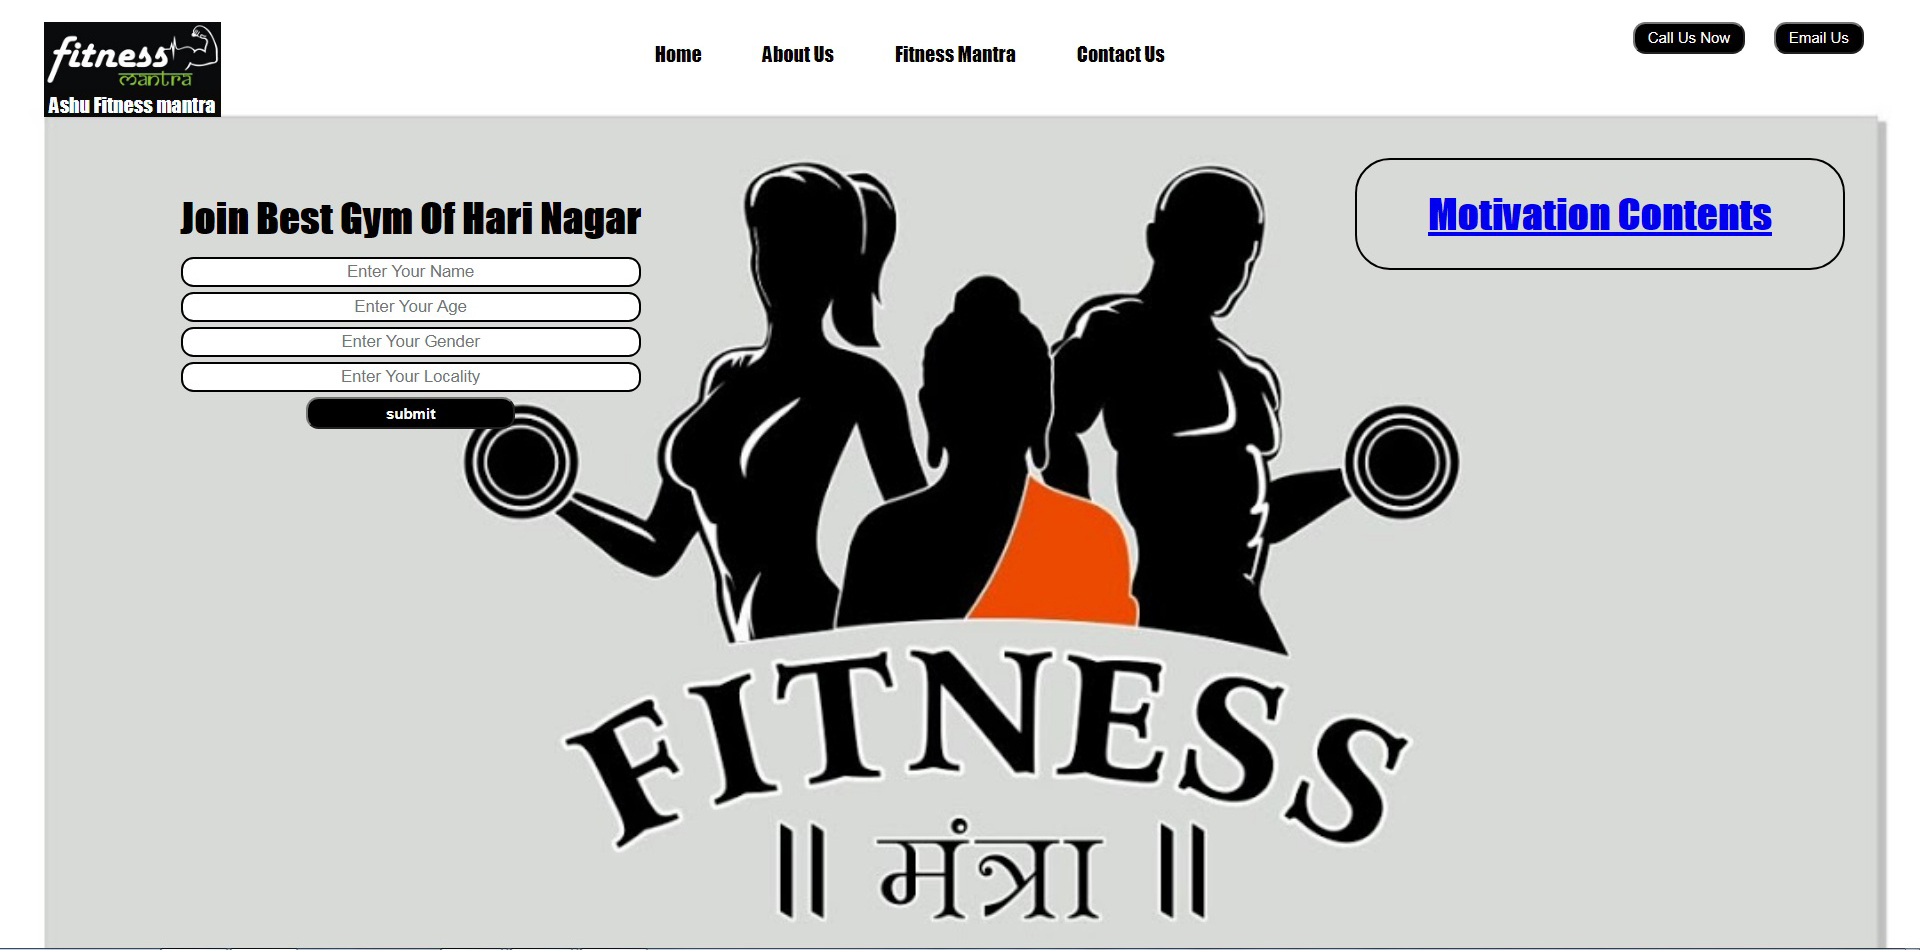 fitness
mantra
Ashu Fitness mantra
Home
About Us
Fitness Mantra
Contact Us
Call Us Now
Email Us
Join Best Gym Of Hari Nagar
Enter Your Name
Enter Your Age
Enter Your Gender
Enter Your Locality
submit
Motivation Contents
FITNESS
|| मंत्रा ||